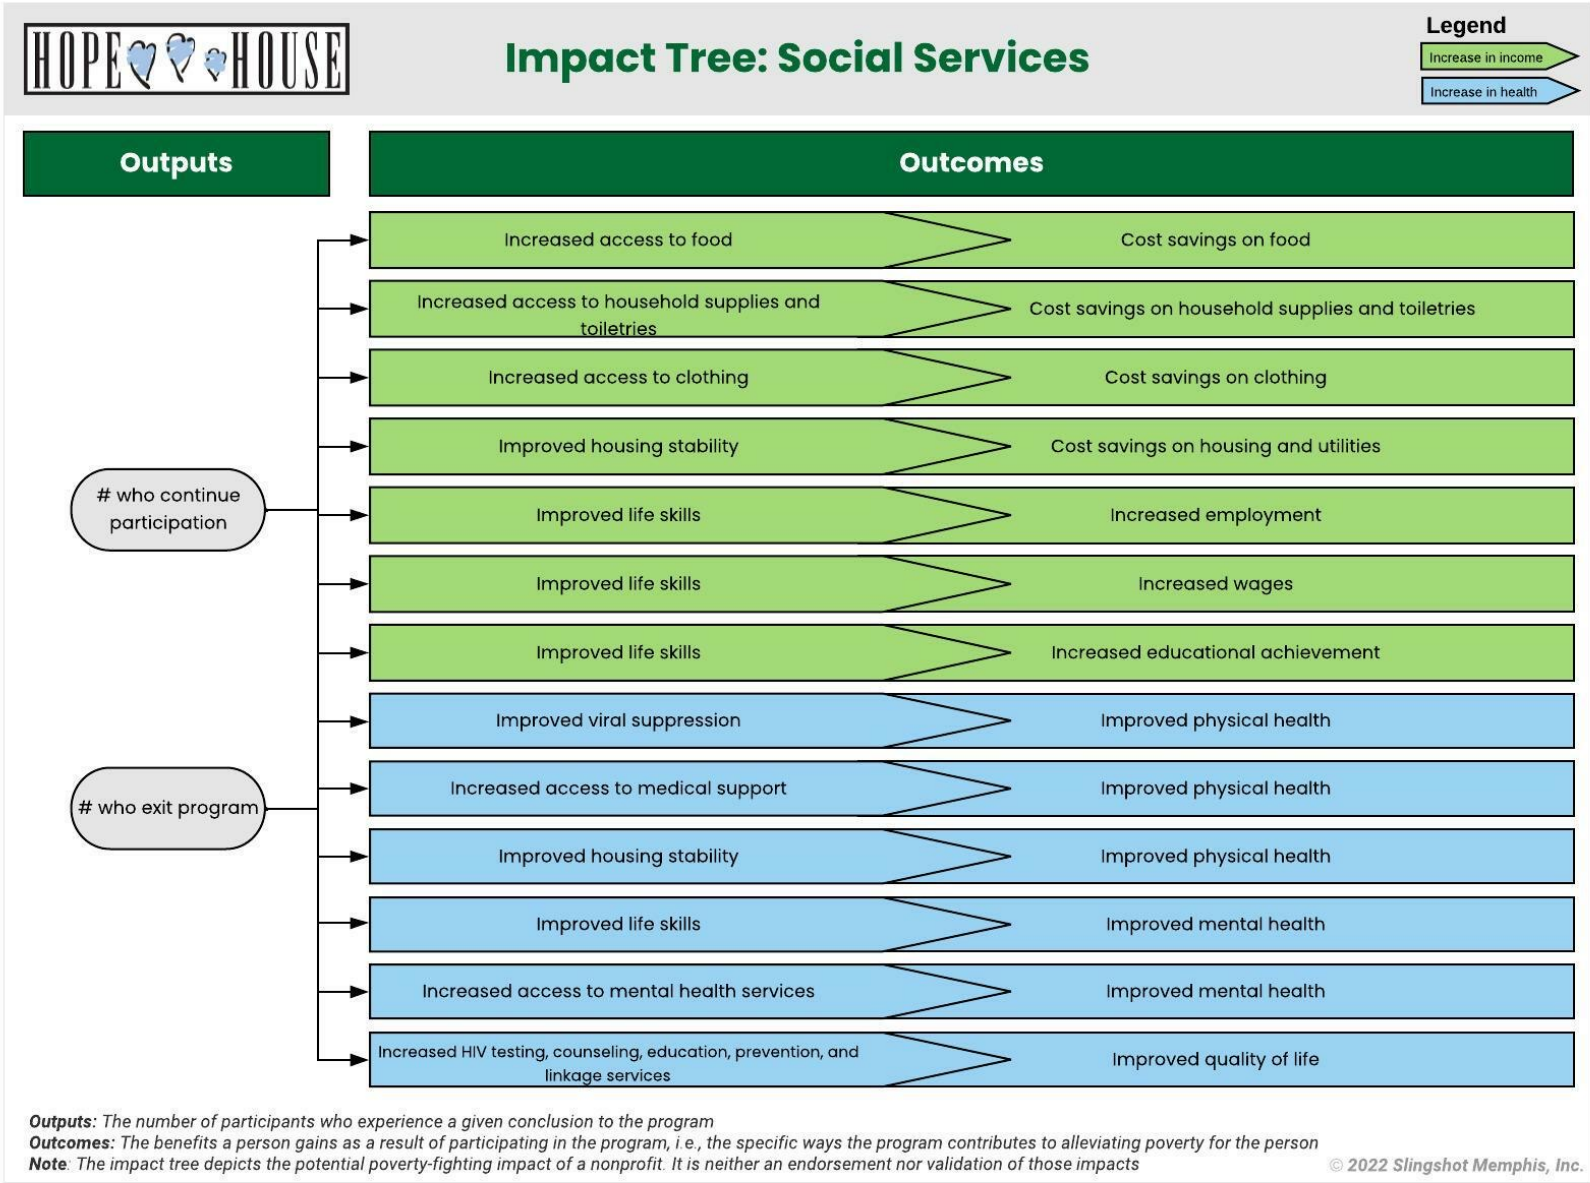 HOPE HOUSE
Impact Tree: Social Services
Legend
Increase in income
Increase in health
Outputs
Outcomes
Increased access to food
Cost savings on food
Increased access to household supplies and
toiletries
Cost savings on household supplies and toiletries
Increased access to clothing
Cost savings on clothing
Improved housing stability
Cost savings on housing and utilities
# who continue
participation
Improved life skills
Increased employment
Improved life skills
Increased wages
Improved life skills
Increased educational achievement
Improved viral suppression
Improved physical health
# who exit program
Increased access to medical support
Improved physical health
Improved housing stability
Improved physical health
Improved life skills
Improved mental health
Increased access to mental health services
Improved mental health
Increased HIV testing, counseling, education, prevention, and
linkage services
Improved quality of life
Outputs: The number of participants who experience a given conclusion to the program
Outcomes: The benefits a person gains as a result of participating in the program, i.e., the specific ways the program contributes to alleviating poverty for the person
Note: The impact tree depicts the potential poverty-fighting impact of a nonprofit. It is neither an endorsement nor validation of those impacts
© 2022 Slingshot Memphis, Inc.